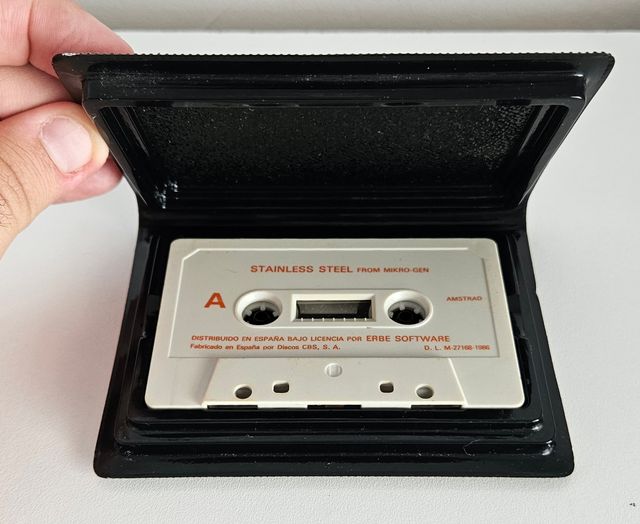 STAINLESS STEEL FROM MIKRO-GEN
A
AMSTRAD
DISTRIBUIDO EN ESPAÑA BAJO LICENCIA POR ERBE SOFTWARE
Fabricado en España por Discos CBS, S. A. D. L. M-27168-1986